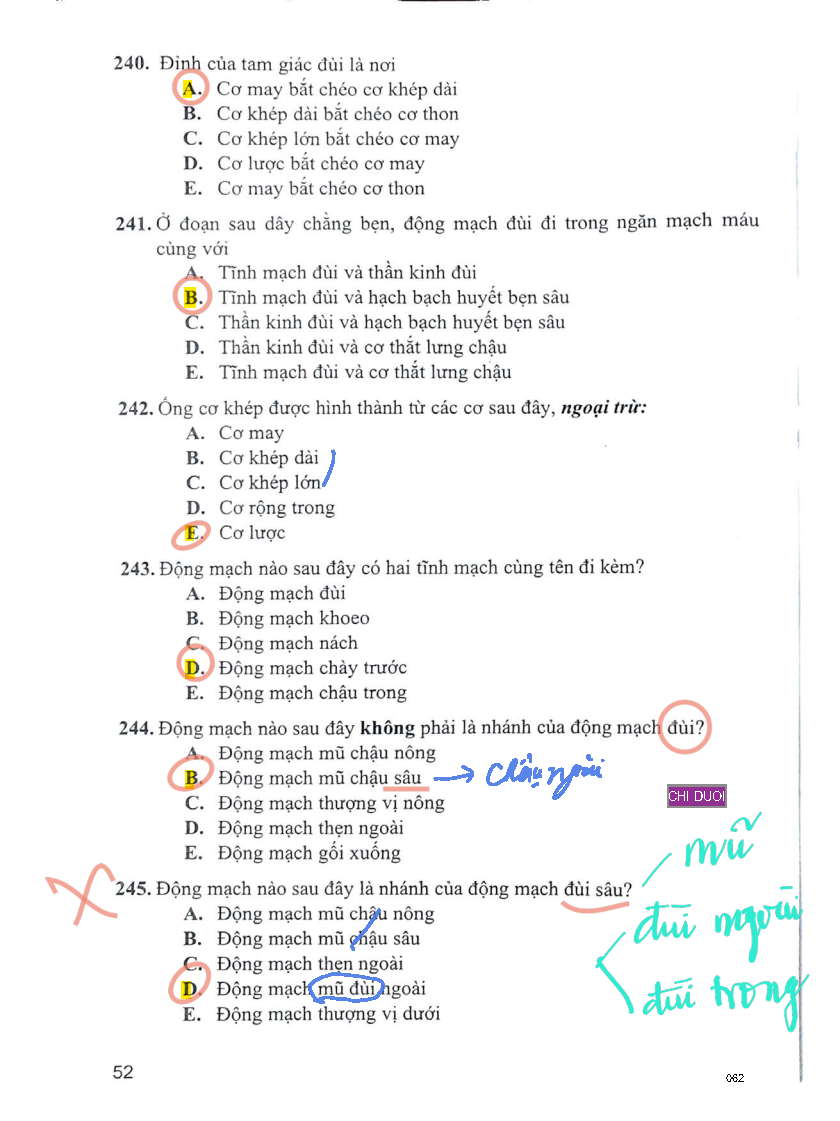 240. Đỉnh của tam giác đùi là nơi
A. Cơ may bắt chéo cơ khép dài
B. Cơ khép dài bắt chéo cơ thon
C. Cơ khép lớn bắt chéo cơ may
D. Cơ lược bắt chéo cơ may
E. Cơ may bắt chéo cơ thon
241. Ở đoạn sau dây chằng bẹn, động mạch đùi đi trong ngăn mạch máu
cùng với
A. Tĩnh mạch đùi và thần kinh đùi
B. Tĩnh mạch đùi và hạch bạch huyết bẹn sâu
C. Thần kinh đùi và hạch bạch huyết bẹn sâu
D. Thần kinh đùi và cơ thắt lưng chậu
E. Tĩnh mạch đùi và cơ thắt lưng chậu
242. Ống cơ khép được hình thành từ các cơ sau đây, ngoại trừ:
A. Cơ may
B. Cơ khép dài
C. Cơ khép lớn
D. Cơ rộng trong
E. Cơ lược
243. Động mạch nào sau đây có hai tĩnh mạch cùng tên đi kèm?
A. Động mạch đùi
B. Động mạch khoeo
C. Động mạch nách
D. Động mạch chày trước
E. Động mạch chậu trong
244. Động mạch nào sau đây không phải là nhánh của động mạch đùi?
A. Động mạch mũ chậu nông
B. Động mạch mũ chậu sâu → Chậu ngoài
C. Động mạch thượng vị nông
CHI DUOI
D. Động mạch thẹn ngoài
E. Động mạch gối xuống
mũ
245. Động mạch nào sau đây là nhánh của động mạch đùi sâu?
A. Động mạch mũ chậu nông
đùi ngoài
B. Động mạch mũ chậu sâu
C. Động mạch thẹn ngoài
D. Động mạch mũ đùi ngoài
đùi trong
E. Động mạch thượng vị dưới
52
062